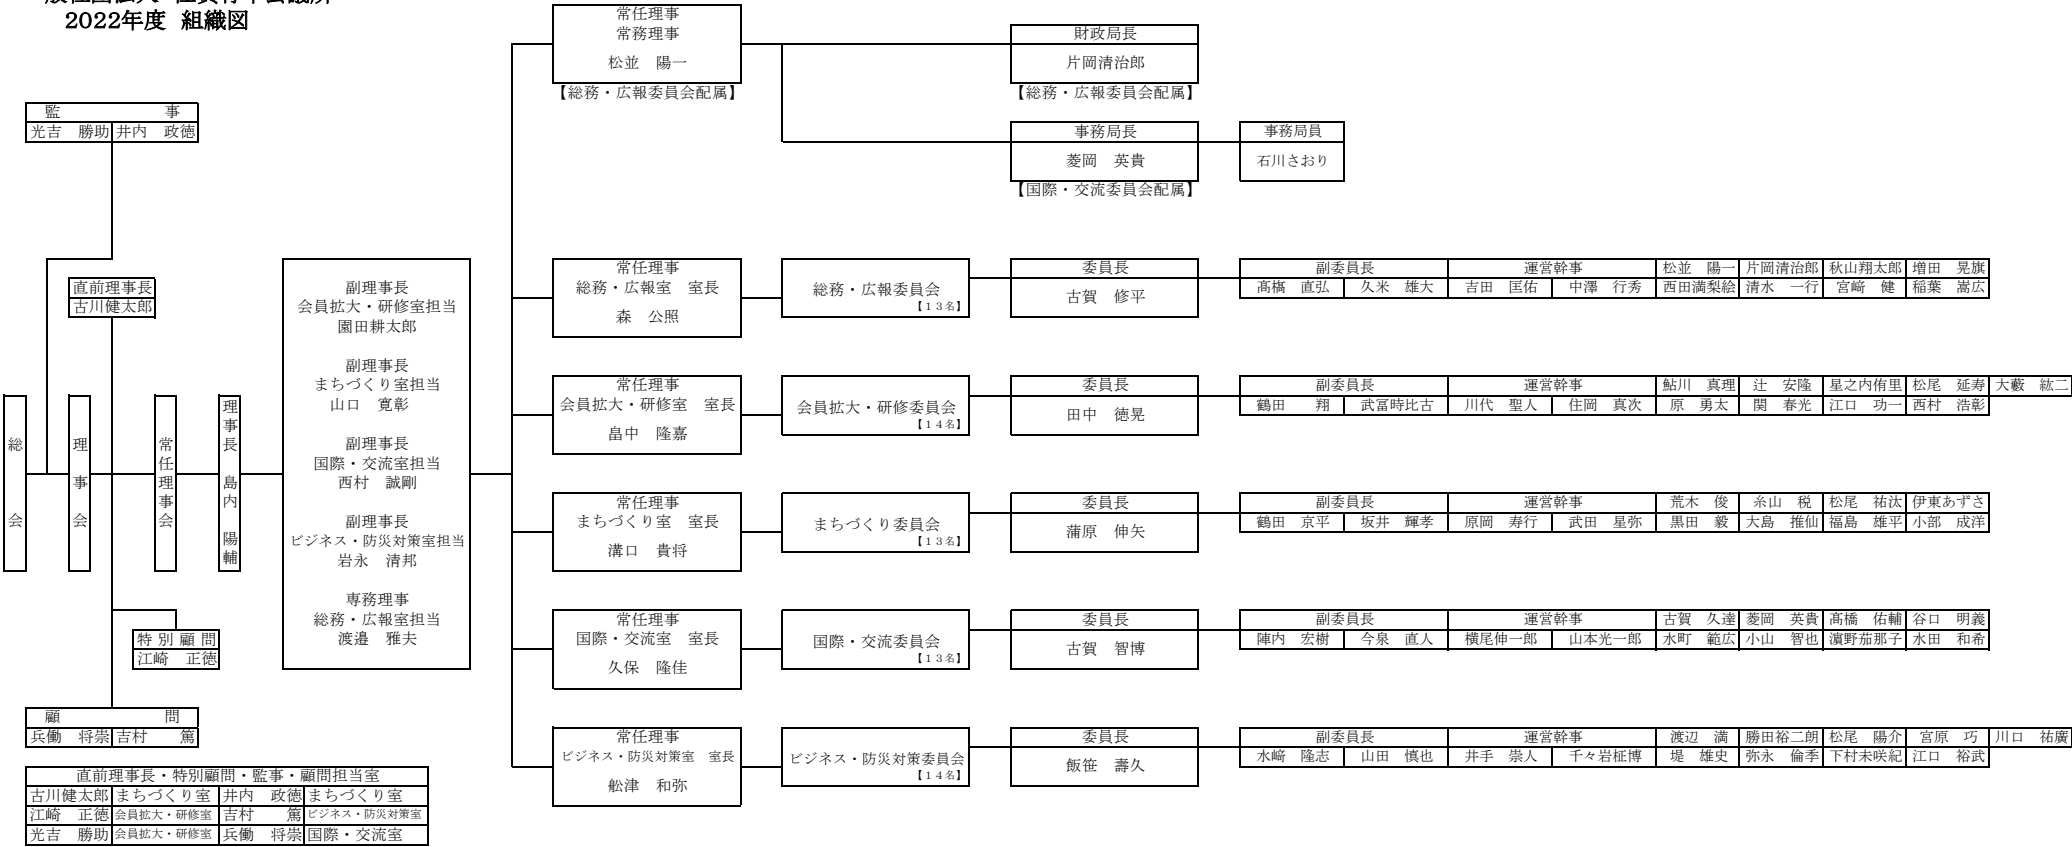 2022年度 組織図
監 事
光吉 勝助 井内 政徳
直前理事長
古川健太郎
総会
理事会
常任理事会
理事長 島内 陽輔
特別顧問
江崎 正徳
顧 問
兵働 将崇 吉村 篤
副理事長
会員拡大・研修室担当
園田耕太郎
副理事長
まちづくり室担当
山口 寛彰
副理事長
国際・交流室担当
西村 誠剛
副理事長
ビジネス・防災対策室担当
岩永 清邦
専務理事
総務・広報室担当
渡邉 雅夫
常任理事
常務理事
松並 陽一
【総務・広報委員会配属】
財政局長
片岡清治郎
【総務・広報委員会配属】
事務局長
菱岡 英貴
【国際・交流委員会配属】
事務局員
石川さおり
常任理事
総務・広報室 室長
森 公照
総務・広報委員会
【13名】
委員長
古賀 修平
副委員長 運営幹事 松並 陽一 片岡清治郎 秋山翔太郎 増田 晃旗
髙橋 直弘 久米 雄大 吉田 匡佑 中澤 行秀 西田満梨絵 清水 一行 宮﨑 健 稲葉 嵩広
常任理事
会員拡大・研修室 室長
畠中 隆嘉
会員拡大・研修委員会
【14名】
委員長
田中 徳晃
副委員長 運営幹事 鮎川 真理 辻 安隆 星之内侑里 松尾 延寿 大藪 紘二
鶴田 翔 武冨時比古 川代 聖人 住岡 真次 原 勇太 関 春光 江口 功一 西村 浩彰
常任理事
まちづくり室 室長
溝口 貴将
まちづくり委員会
【13名】
委員長
蒲原 伸矢
副委員長 運営幹事 荒木 俊 糸山 税 松尾 祐汰 伊東あずさ
鶴田 京平 坂井 輝孝 原岡 寿行 武田 星弥 黒田 毅 大島 推仙 福島 雄平 小部 成洋
常任理事
国際・交流室 室長
久保 隆佳
国際・交流委員会
【13名】
委員長
古賀 智博
副委員長 運営幹事 古賀 久達 菱岡 英貴 髙橋 佑輔 谷口 明義
陣内 宏樹 今泉 直人 横尾伸一郎 山本光一郎 水町 範広 小山 智也 濵野茄那子 水田 和希
常任理事
ビジネス・防災対策室 室長
舩津 和弥
ビジネス・防災対策委員会
【14名】
委員長
飯笹 壽久
副委員長 運営幹事 渡辺 満 勝田裕二朗 松尾 陽介 宮原 巧 川口 祐廣
水﨑 隆志 山田 慎也 井手 崇人 千々岩柾博 堤 雄史 弥永 倫季 下村未咲紀 江口 裕武
直前理事長・特別顧問・監事・顧問担当室
古川健太郎 まちづくり室 井内 政徳 まちづくり室
江崎 正徳 会員拡大・研修室 吉村 篤 ビジネス・防災対策室
光吉 勝助 会員拡大・研修室 兵働 将崇 国際・交流室